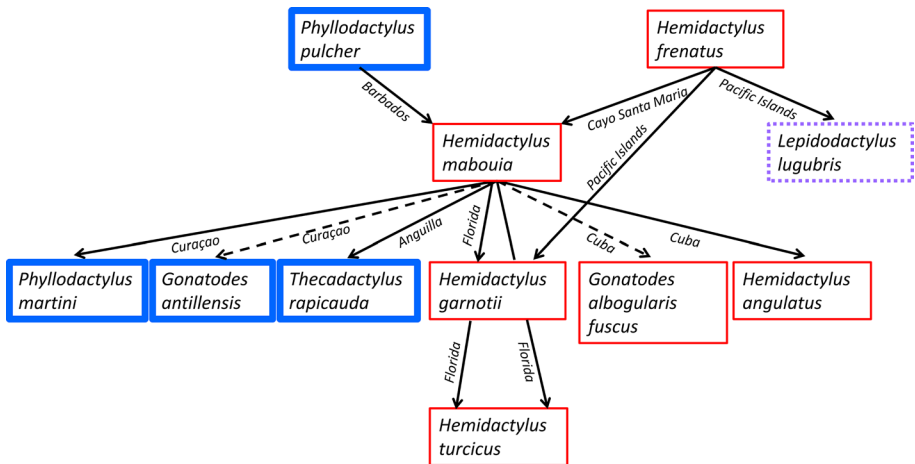 Phyllodactylus
pulcher
Hemidactylus
frenatus
Barbados
Cayo Santa Maria
Pacific Islands
Pacific Islands
Hemidactylus
mabouia
Lepidodactylus
lugubris
Curaçao
Curaçao
Anguilla
Florida
Cuba
Cuba
Phyllodactylus
martini
Gonatodes
antillensis
Thecadactylus
rapicauda
Hemidactylus
garnotii
Gonatodes
albogularis
fuscus
Hemidactylus
angulatus
Florida
Florida
Hemidactylus
turcicus